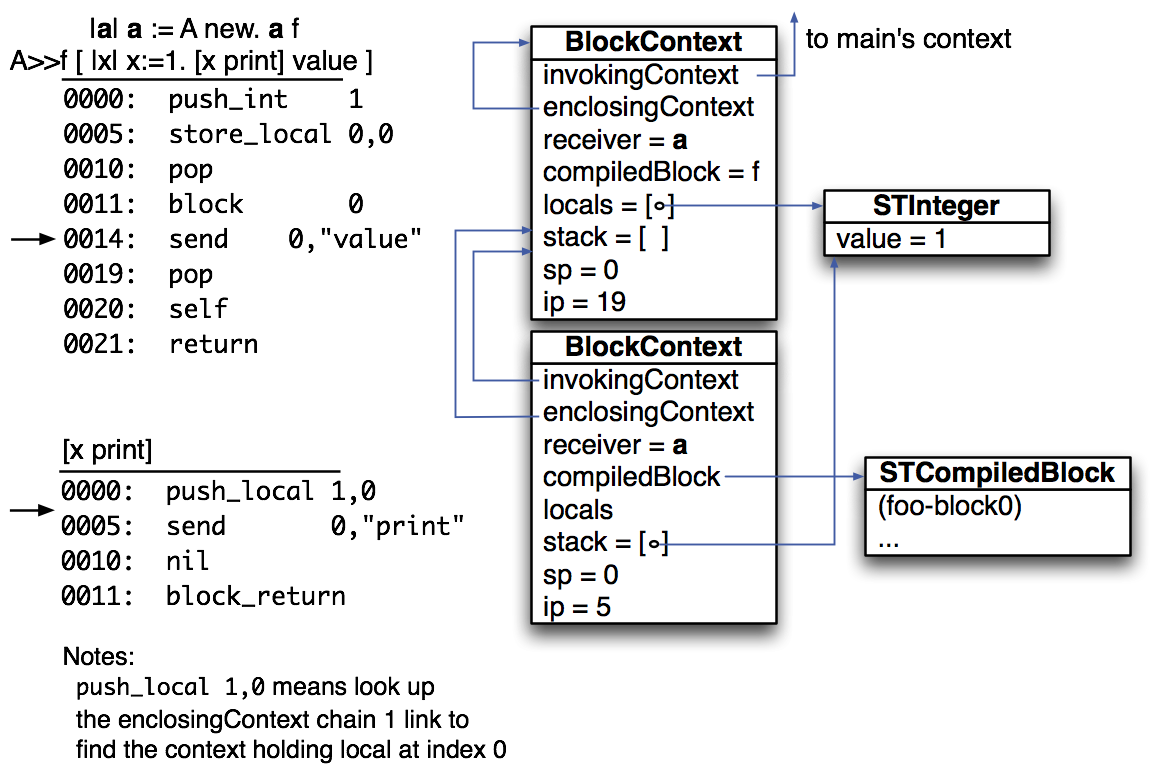 |a| a := A new. a f
A>>f [ |x| x:=1. [x print] value ]
0000: push_int 1
0005: store_local 0,0
0010: pop
0011: block 0
0014: send 0,"value"
0019: pop
0020: self
0021: return
[x print]
0000: push_local 1,0
0005: send 0,"print"
0010: nil
0011: block_return
Notes:
push_local 1,0 means look up
the enclosingContext chain 1 link to
find the context holding local at index 0
BlockContext
invokingContext
enclosingContext
receiver = a
compiledBlock = f
locals = [ ]
stack = [ ]
sp = 0
ip = 19
to main's context
STInteger
value = 1
BlockContext
invokingContext
enclosingContext
receiver = a
compiledBlock
locals
stack = [ ]
sp = 0
ip = 5
STCompiledBlock
(foo-block0)
...